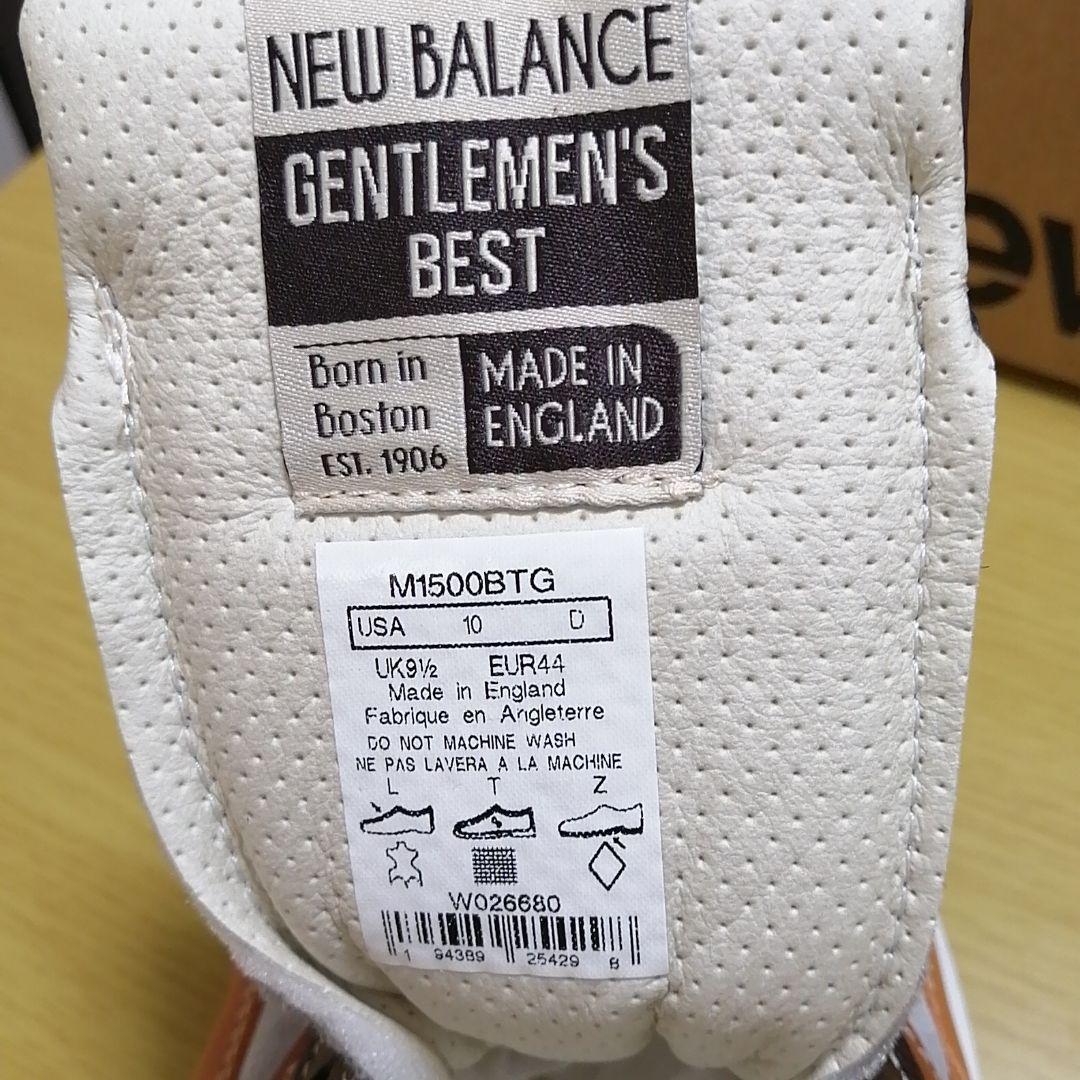 NEW BALANCE
GENTLEMEN'S
BEST
Born in
Boston
EST. 1906
MADE IN
ENGLAND
M1500BTG
USA 10 D
UK9½ EUR44
Made in England
Fabrique en Angleterre
DO NOT MACHINE WASH
NE PAS LAVERA A LA MACHINE
L T Z
W026680
1 94389 25429 8
ew